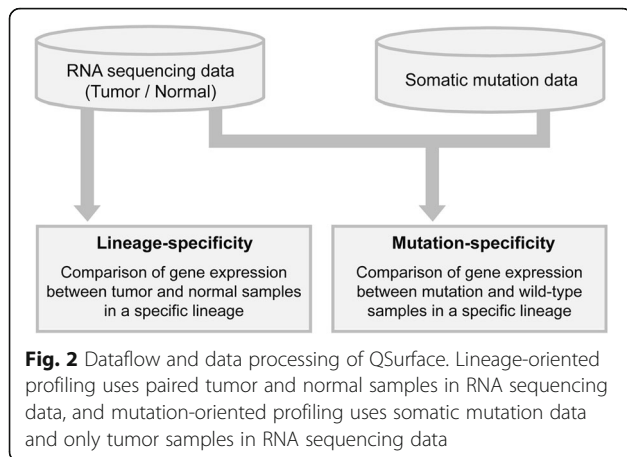 RNA sequencing data
(Tumor / Normal)
Somatic mutation data
Lineage-specificity
Comparison of gene expression
between tumor and normal samples
in a specific lineage
Mutation-specificity
Comparison of gene expression
between mutation and wild-type
samples in a specific lineage
Fig. 2 Dataflow and data processing of QSurface. Lineage-oriented
profiling uses paired tumor and normal samples in RNA sequencing
data, and mutation-oriented profiling uses somatic mutation data
and only tumor samples in RNA sequencing data